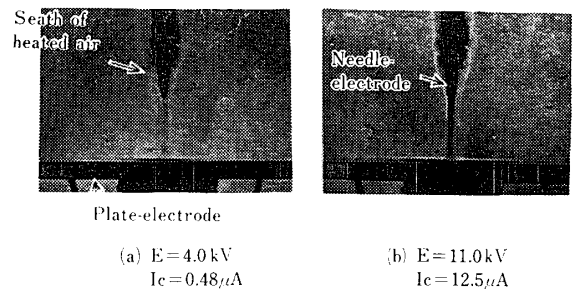 Seath of
heated air
Needle-
electrode
Plate-electrode
(a) E=4.0kV
Ic=0.48μA
(b) E=11.0kV
Ic=12.5μA